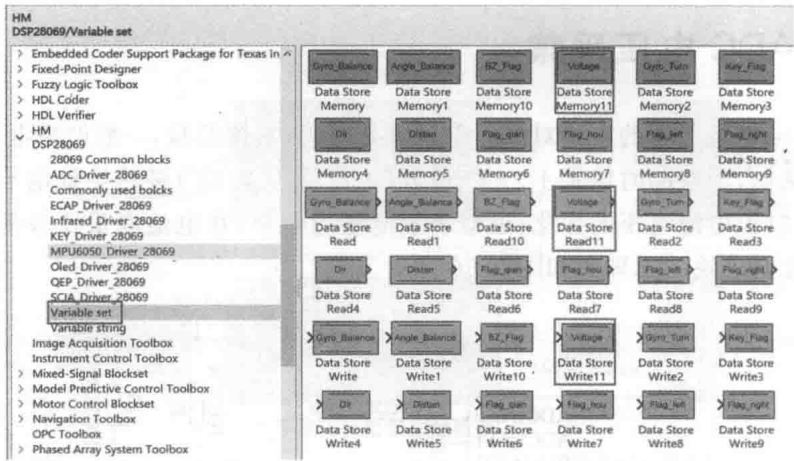 HM
DSP28069/Variable set
> Embedded Coder Support Package for Texas In
> Fixed-Point Designer
> Fuzzy Logic Toolbox
> HDL Coder
> HDL Verifier
HM
DSP28069
28069 Common blocks
ADC_Driver_28069
Commonly used bolcks
ECAP_Driver_28069
Infrared_Driver_28069
KEY_Driver_28069
MPU6050_Driver_28069
Oled_Driver_28069
QEP_Driver_28069
SCIA_Driver_28069
Variable set
Variable string
Image Acquisition Toolbox
Instrument Control Toolbox
> Mixed-Signal Blockset
> Model Predictive Control Toolbox
> Motor Control Blockset
> Navigation Toolbox
OPC Toolbox
> Phased Array System Toolbox
Gyro_Balance Angle_Balance BZ_Flag Voltage Gyro_Turn Key_Flag
Data Store Data Store Data Store Data Store Data Store Data Store
Memory Memory1 Memory10 Memory11 Memory2 Memory3
Dir Distan Flag_qian Flag_hou Flag_left Flag_right
Data Store Data Store Data Store Data Store Data Store Data Store
Memory4 Memory5 Memory6 Memory7 Memory8 Memory9
Gyro_Balance Angle_Balance BZ_Flag Voltage Gyro_Turn Key_Flag
Data Store Data Store Data Store Data Store Data Store Data Store
Read Read1 Read10 Read11 Read2 Read3
Dir Distan Flag_qian Flag_hou Flag_left Flag_right
Data Store Data Store Data Store Data Store Data Store Data Store
Read4 Read5 Read6 Read7 Read8 Read9
Gyro_Balance Angle_Balance BZ_Flag Voltage Gyro_Turn Key_Flag
Data Store Data Store Data Store Data Store Data Store Data Store
Write Write1 Write10 Write11 Write2 Write3
Dir Distan Flag_qian Flag_hou Flag_left Flag_right
Data Store Data Store Data Store Data Store Data Store Data Store
Write4 Write5 Write6 Write7 Write8 Write9